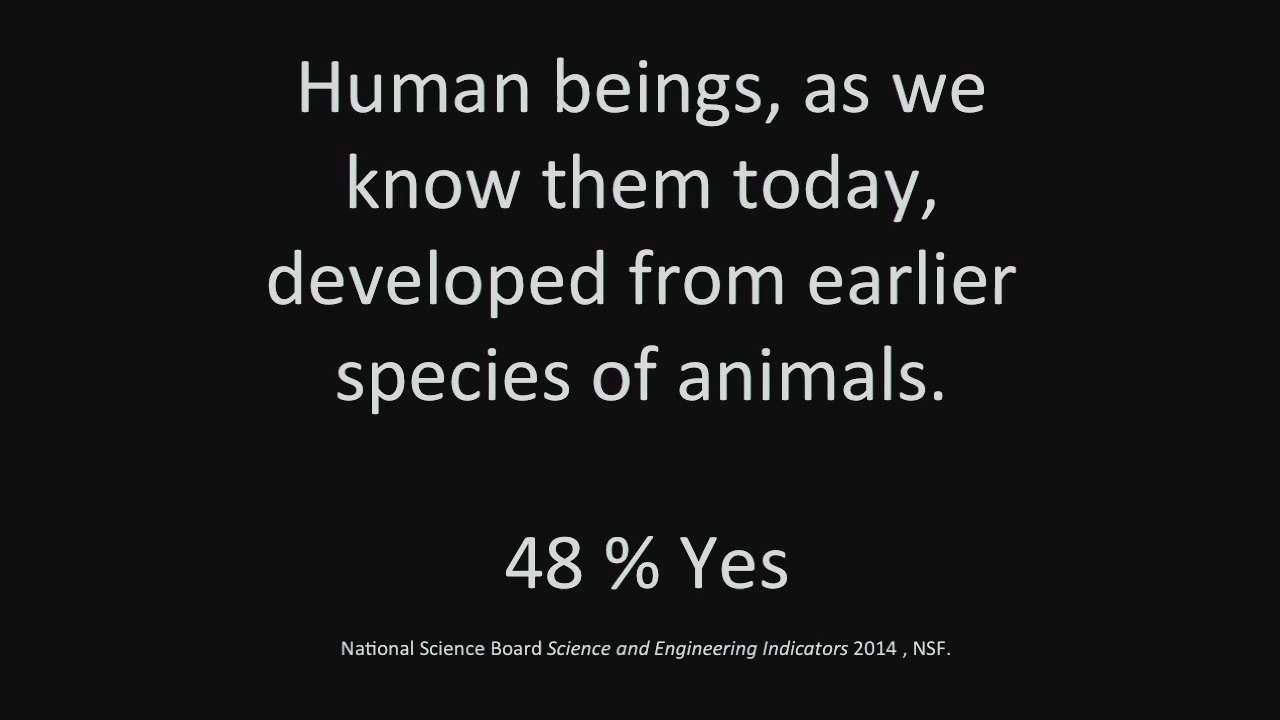 Human beings, as we
know them today,
developed from earlier
species of animals.
48 % Yes
National Science Board Science and Engineering Indicators 2014 , NSF.